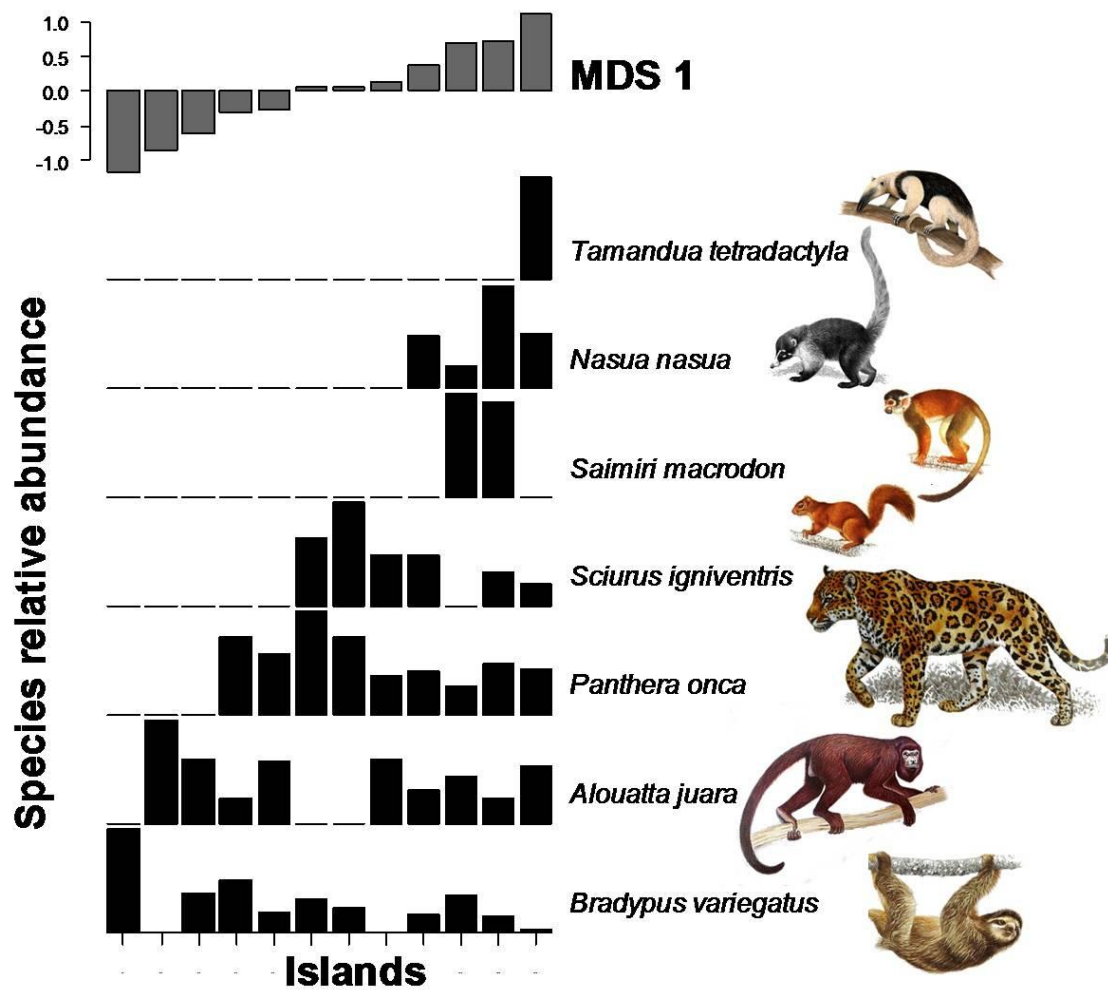 1.0
0.5
0.0
-0.5
-1.0
MDS 1
Species relative abundance
Tamandua tetradactyla
Nasua nasua
Saimiri macrodon
Sciurus igniventris
Panthera onca
Alouatta juara
Bradypus variegatus
Islands